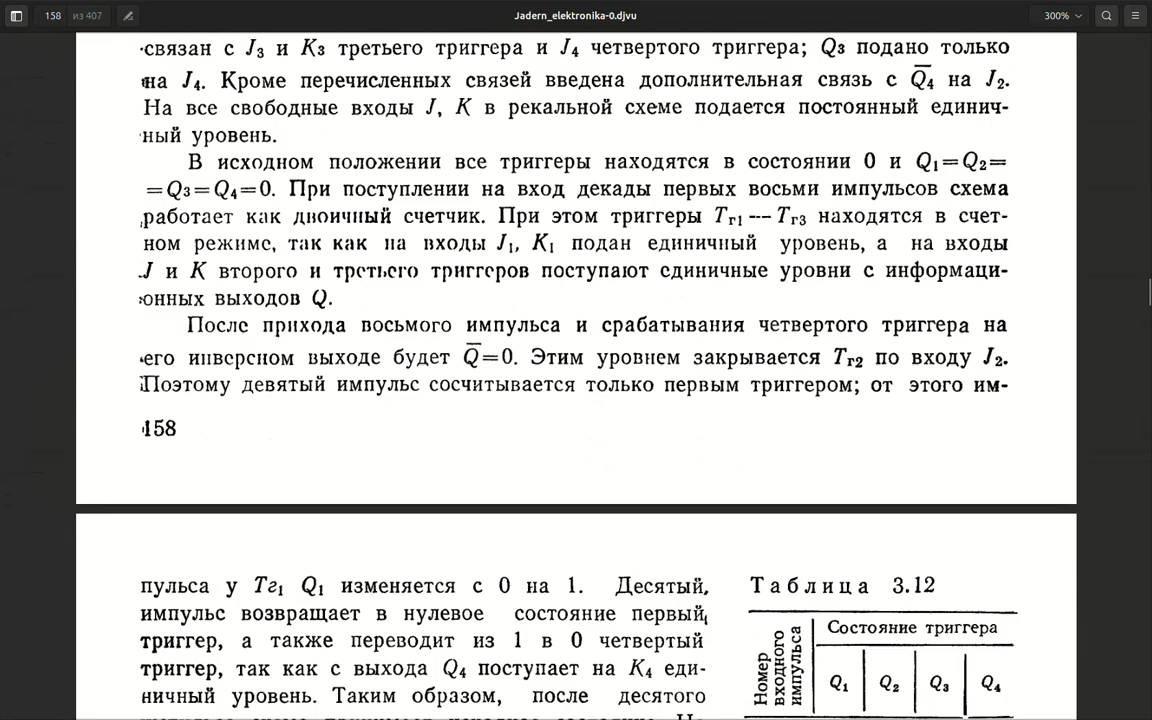 158
из 407
Jadern_elektronika-0.djvu
300%
связан с J₃ и K₃ третьего триггера и J₄ четвертого триггера; Q₃ подано только
на J₄. Кроме перечисленных связей введена дополнительная связь с Q̅₄ на J₂.
На все свободные входы J, K в рекальной схеме подается постоянный единич-
ный уровень.
В исходном положении все триггеры находятся в состоянии 0 и Q₁=Q₂=
=Q₃=Q₄=0. При поступлении на вход декады первых восьми импульсов схема
работает как двоичный счетчик. При этом триггеры Tг₁ — Tг₃ находятся в счет-
ном режиме, так как на входы J₁, K₁ подан единичный уровень, а на входы
J и K второго и третьего триггеров поступают единичные уровни с информаци-
онных выходов Q.
После прихода восьмого импульса и срабатывания четвертого триггера на
его инверсном выходе будет Q̅=0. Этим уровнем закрывается Tг₂ по входу J₂.
Поэтому девятый импульс сосчитывается только первым триггером; от этого им-
158
пульса у Tг₁ Q₁ изменяется с 0 на 1. Десятый
импульс возвращает в нулевое состояние первый
триггер, а также переводит из 1 в 0 четвертый
триггер, так как с выхода Q₄ поступает на K₄ еди-
ничный уровень. Таким образом, после десятого
Таблица 3.12
Номер входного импульса
Состояние триггера
Q₁ Q₂ Q₃ Q₄